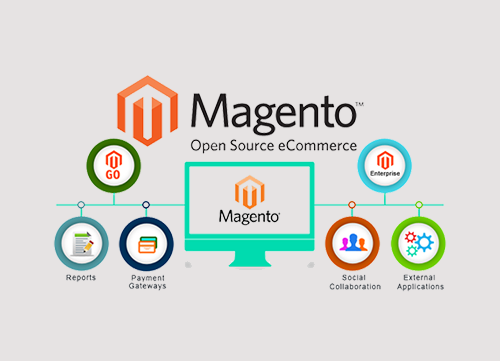 Magento™
Open Source eCommerce
GO
Enterprise
Magento®
Reports
Payment
Gateways
Social
Collaboration
External
Applications